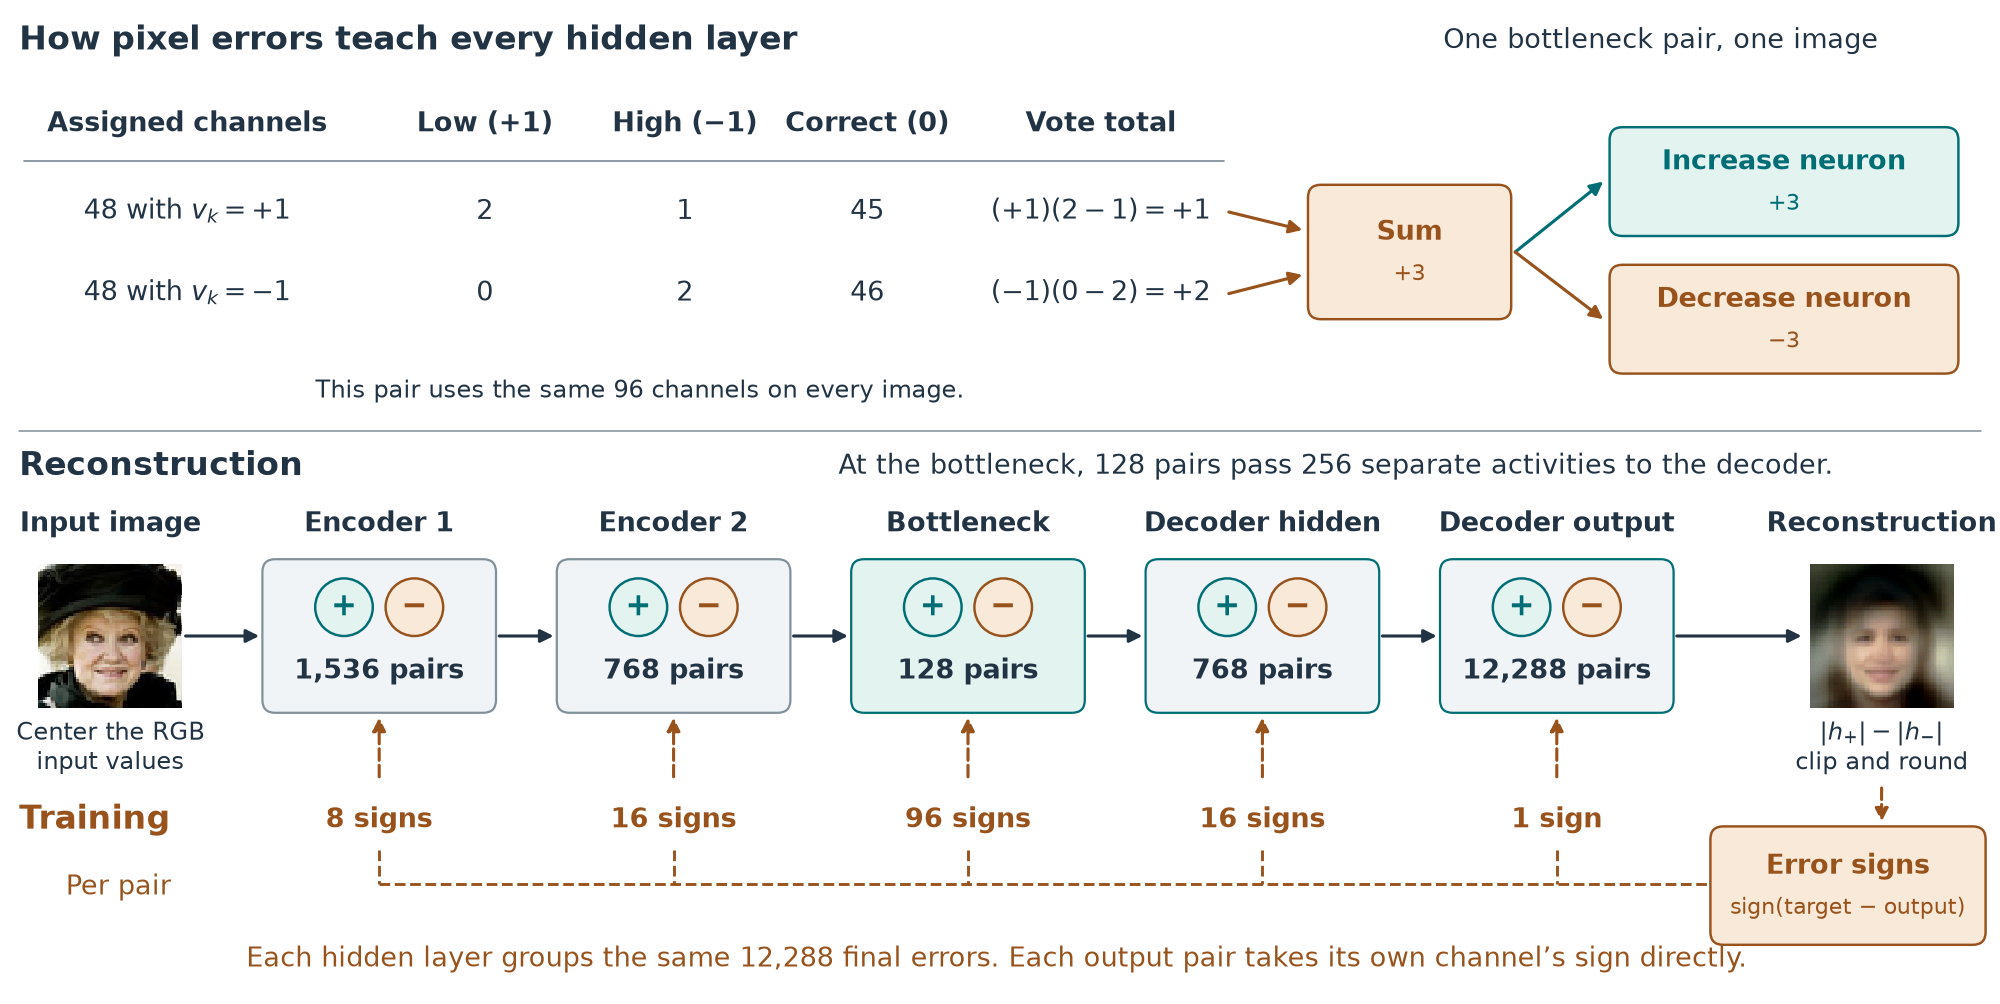 How pixel errors teach every hidden layer
One bottleneck pair, one image
Assigned channels Low (+1) High (−1) Correct (0) Vote total
48 with vₖ = +1 2 1 45 (+1)(2 − 1) = +1
48 with vₖ = −1 0 2 46 (−1)(0 − 2) = +2
Sum
+3
Increase neuron
+3
Decrease neuron
−3
This pair uses the same 96 channels on every image.
Reconstruction
At the bottleneck, 128 pairs pass 256 separate activities to the decoder.
Input image Encoder 1 Encoder 2 Bottleneck Decoder hidden Decoder output Reconstruction
+ − + − + − + − + −
1,536 pairs 768 pairs 128 pairs 768 pairs 12,288 pairs
Center the RGB
input values
|h₊| − |h₋|
clip and round
Training 8 signs 16 signs 96 signs 16 signs 1 sign
Per pair
Error signs
sign(target − output)
Each hidden layer groups the same 12,288 final errors. Each output pair takes its own channel’s sign directly.